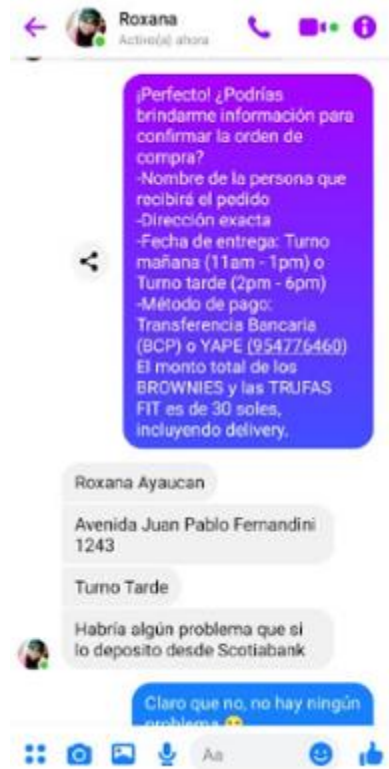 Roxana
Activo(a) ahora
¡Perfecto! ¿Podrías
brindarme información para
confirmar la orden de
compra?
-Nombre de la persona que
recibirá el pedido
-Dirección exacta
-Fecha de entrega: Turno
mañana (11am - 1pm) o
Turno tarde (2pm - 6pm)
-Método de pago:
Transferencia Bancaria
(BCP) o YAPE (954776460)
El monto total de los
BROWNIES y las TRUFAS
FIT es de 30 soles,
incluyendo delivery.
Roxana Ayaucan
Avenida Juan Pablo Fernandini
1243
Turno Tarde
Habría algún problema que si
lo deposito desde Scotiabank
Claro que no, no hay ningún
problema
Aa